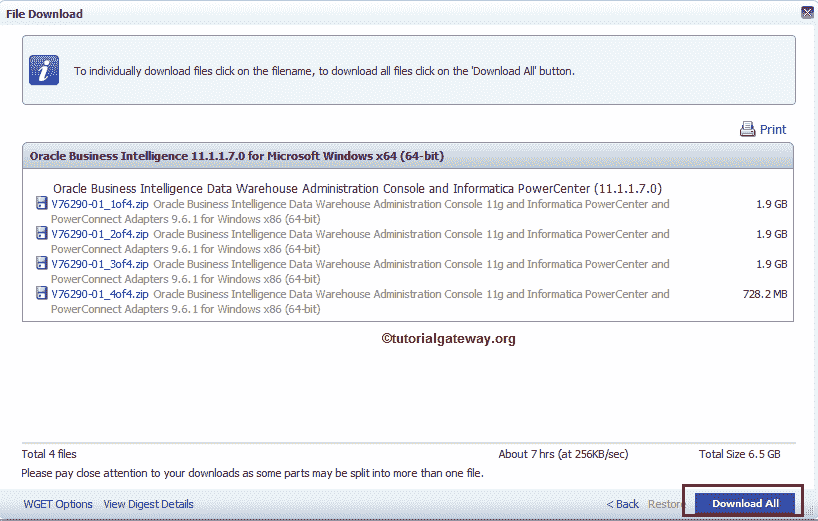 File Download
To individually download files click on the filename, to download all files click on the 'Download All' button.
Print
Oracle Business Intelligence 11.1.1.7.0 for Microsoft Windows x64 (64-bit)
Oracle Business Intelligence Data Warehouse Administration Console and Informatica PowerCenter (11.1.1.7.0)
V76290-01_1of4.zip Oracle Business Intelligence Data Warehouse Administration Console 11g and Informatica PowerCenter and 1.9 GB
PowerConnect Adapters 9.6.1 for Windows x86 (64-bit)
V76290-01_2of4.zip Oracle Business Intelligence Data Warehouse Administration Console 11g and Informatica PowerCenter and 1.9 GB
PowerConnect Adapters 9.6.1 for Windows x86 (64-bit)
V76290-01_3of4.zip Oracle Business Intelligence Data Warehouse Administration Console 11g and Informatica PowerCenter and 1.9 GB
PowerConnect Adapters 9.6.1 for Windows x86 (64-bit)
V76290-01_4of4.zip Oracle Business Intelligence Data Warehouse Administration Console 11g and Informatica PowerCenter and 728.2 MB
PowerConnect Adapters 9.6.1 for Windows x86 (64-bit)
©tutorialgateway.org
Total 4 files About 7 hrs (at 256KB/sec) Total Size 6.5 GB
Please pay close attention to your downloads as some parts may be split into more than one file.
WGET Options View Digest Details < Back Restore Download All